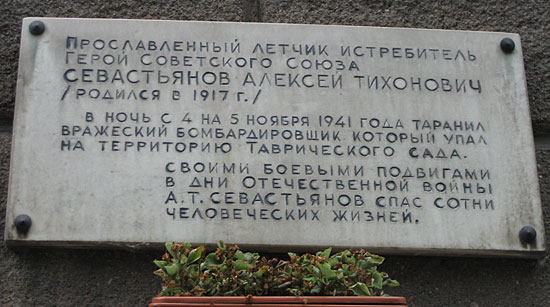 Прославленный летчик истребитель
Герой Советского Союза
СЕВАСТЬЯНОВ АЛЕКСЕЙ ТИХОНОВИЧ
/родился в 1917 г./
В ночь с 4 на 5 ноября 1941 года таранил
вражеский бомбардировщик, который упал
на территорию Таврического сада.
Своими боевыми подвигами
в дни Отечественной войны
А.Т. СЕВАСТЬЯНОВ спас сотни
человеческих жизней.